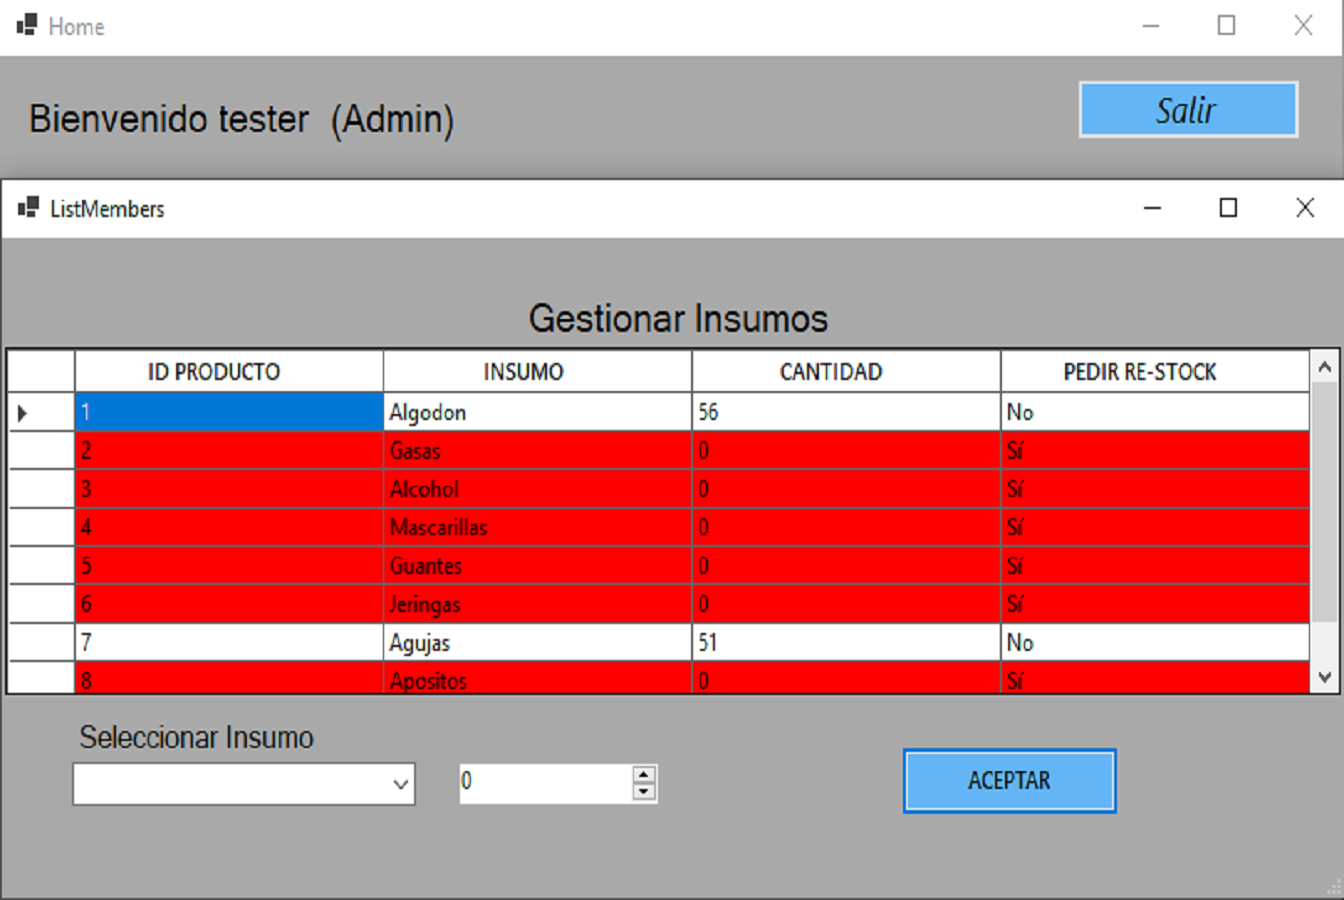 Home
Bienvenido tester (Admin)
Salir
ListMembers
Gestionar Insumos
ID PRODUCTO INSUMO CANTIDAD PEDIR RE-STOCK
1 Algodon 56 No
2 Gasas 0 Sí
3 Alcohol 0 Sí
4 Mascarillas 0 Sí
5 Guantes 0 Sí
6 Jeringas 0 Sí
7 Agujas 51 No
8 Apositos 0 Sí
Seleccionar Insumo
0
ACEPTAR